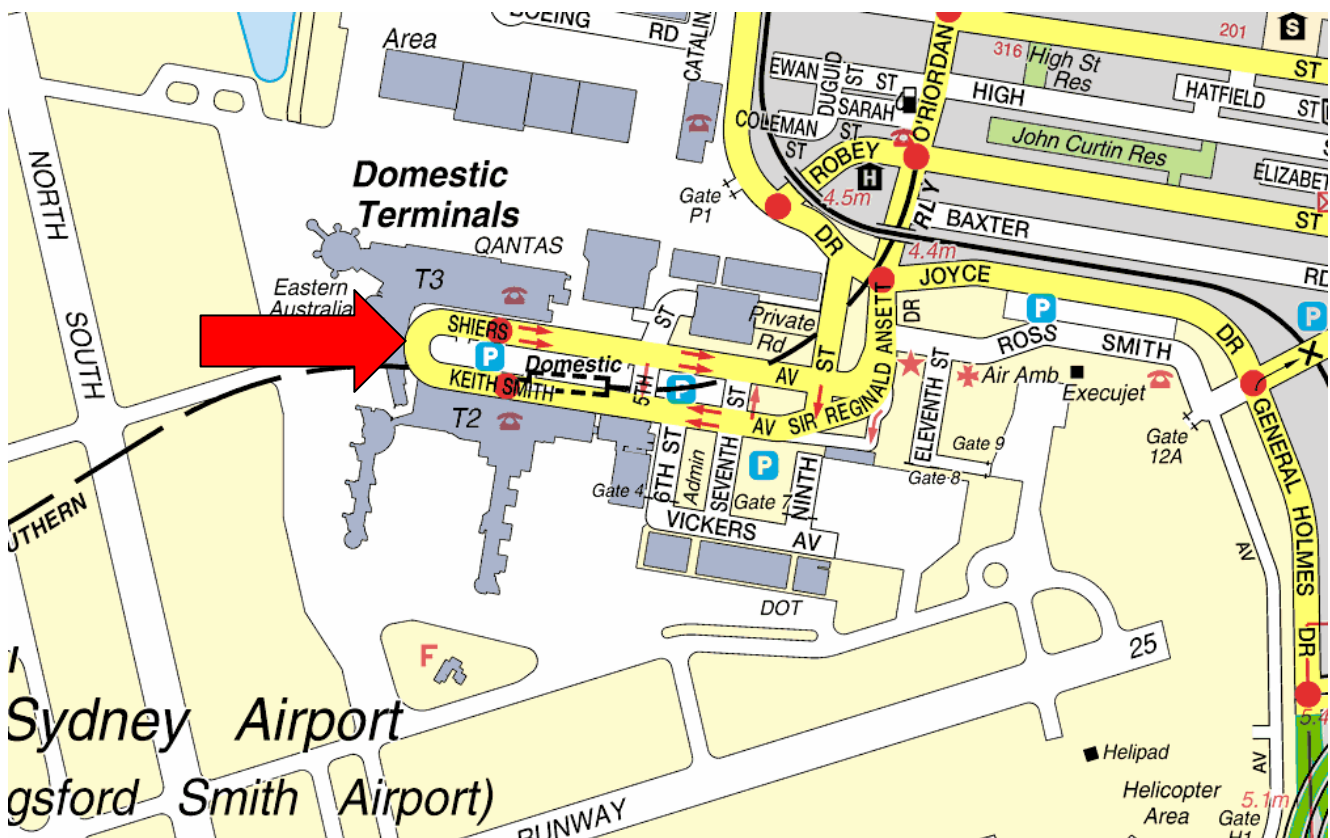 BOEING
RD
CATALIN
Area
O'RIORDAN
201
S
316
High St
Res
ST
EWAN
ST
DUGUID
ST
SARAH
ST
HIGH
HATFIELD
ST
COLEMAN
ST
John Curtin Res
ROBEY
ELIZABET
NORTH
SOUTH
Domestic
Terminals
Gate
P1
H
4.5m
RLY
ST
BAXTER
RD
QANTAS
DR
4.4m
T3
JOYCE
DR
Eastern
Australia
P
P
SHIERS
ST
Private
Rd
ANSETT
DR
ROSS
SMITH
P
Domestic
AV
ST
KEITH
SMITH
5TH
P
ST
REGINALD
SIR
AV
ELEVENTH ST
Air Amb
Execujet
T2
GENERAL HOLMES
DR
Gate
12A
Gate 9
Gate 8
6TH ST
Admin
SEVENTH
P
Gate 4
Gate 7
NINTH
VICKERS
AV
UTHERN
AV
DOT
25
F
Sydney Airport
gsford Smith Airport)
5.4
Helipad
AV
Helicopter
Area
5.1m
Gate
H1
RUNWAY